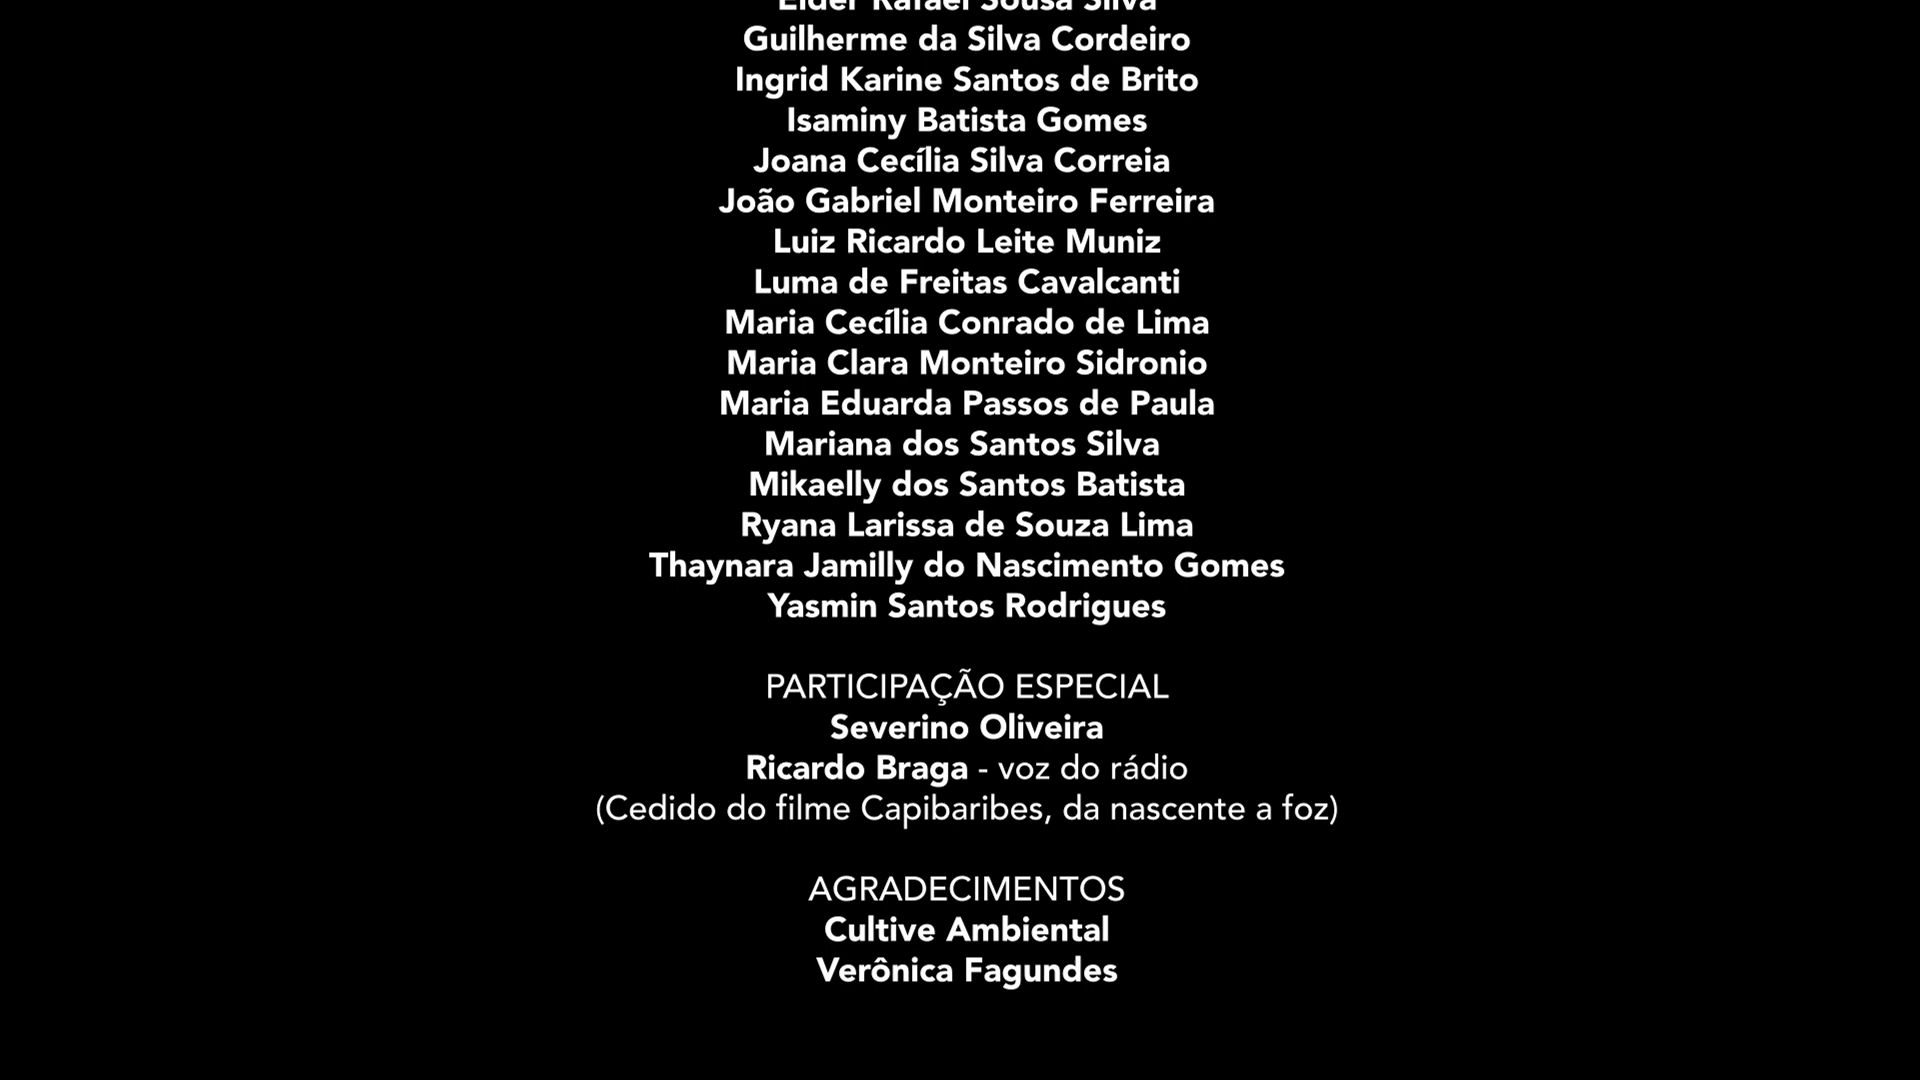 Elder Rafael Sousa Silva
Guilherme da Silva Cordeiro
Ingrid Karine Santos de Brito
Isaminy Batista Gomes
Joana Cecília Silva Correia
João Gabriel Monteiro Ferreira
Luiz Ricardo Leite Muniz
Luma de Freitas Cavalcanti
Maria Cecília Conrado de Lima
Maria Clara Monteiro Sidronio
Maria Eduarda Passos de Paula
Mariana dos Santos Silva
Mikaelly dos Santos Batista
Ryana Larissa de Souza Lima
Thaynara Jamilly do Nascimento Gomes
Yasmin Santos Rodrigues
PARTICIPAÇÃO ESPECIAL
Severino Oliveira
Ricardo Braga - voz do rádio
(Cedido do filme Capibaribes, da nascente a foz)
AGRADECIMENTOS
Cultive Ambiental
Verônica Fagundes